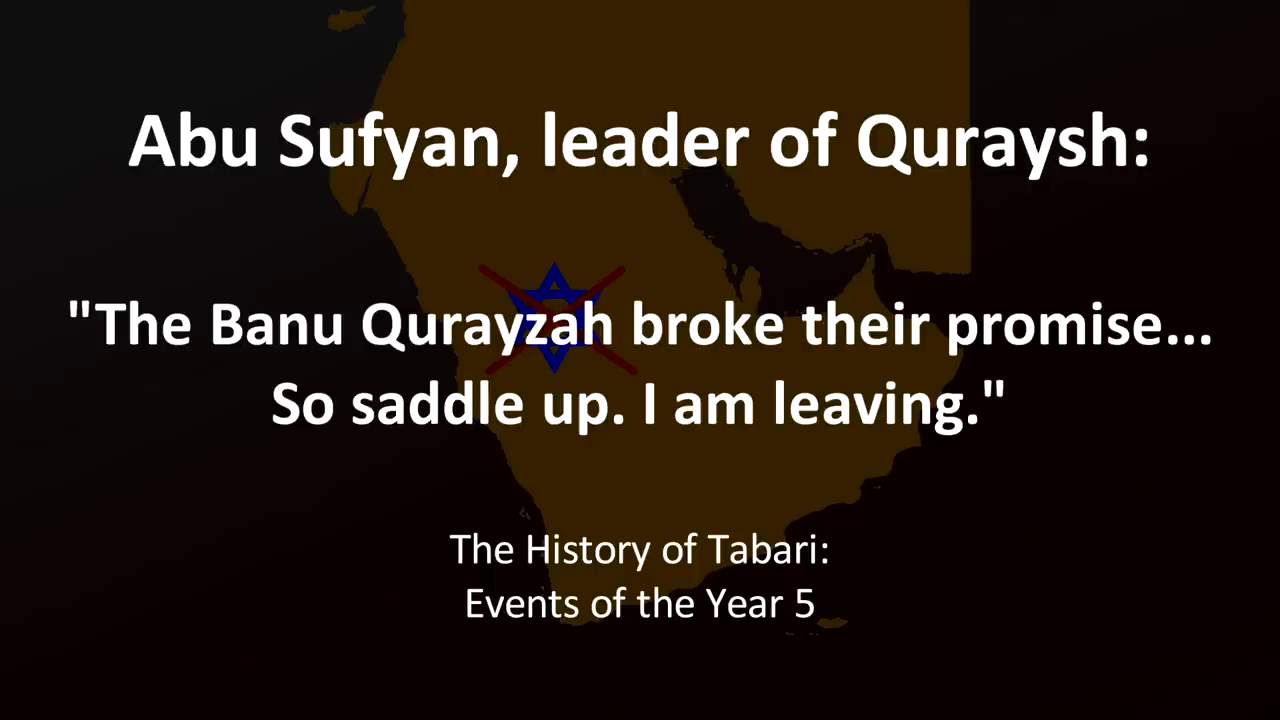 Abu Sufyan, leader of Quraysh:
"The Banu Qurayzah broke their promise...
So saddle up. I am leaving."
The History of Tabari:
Events of the Year 5